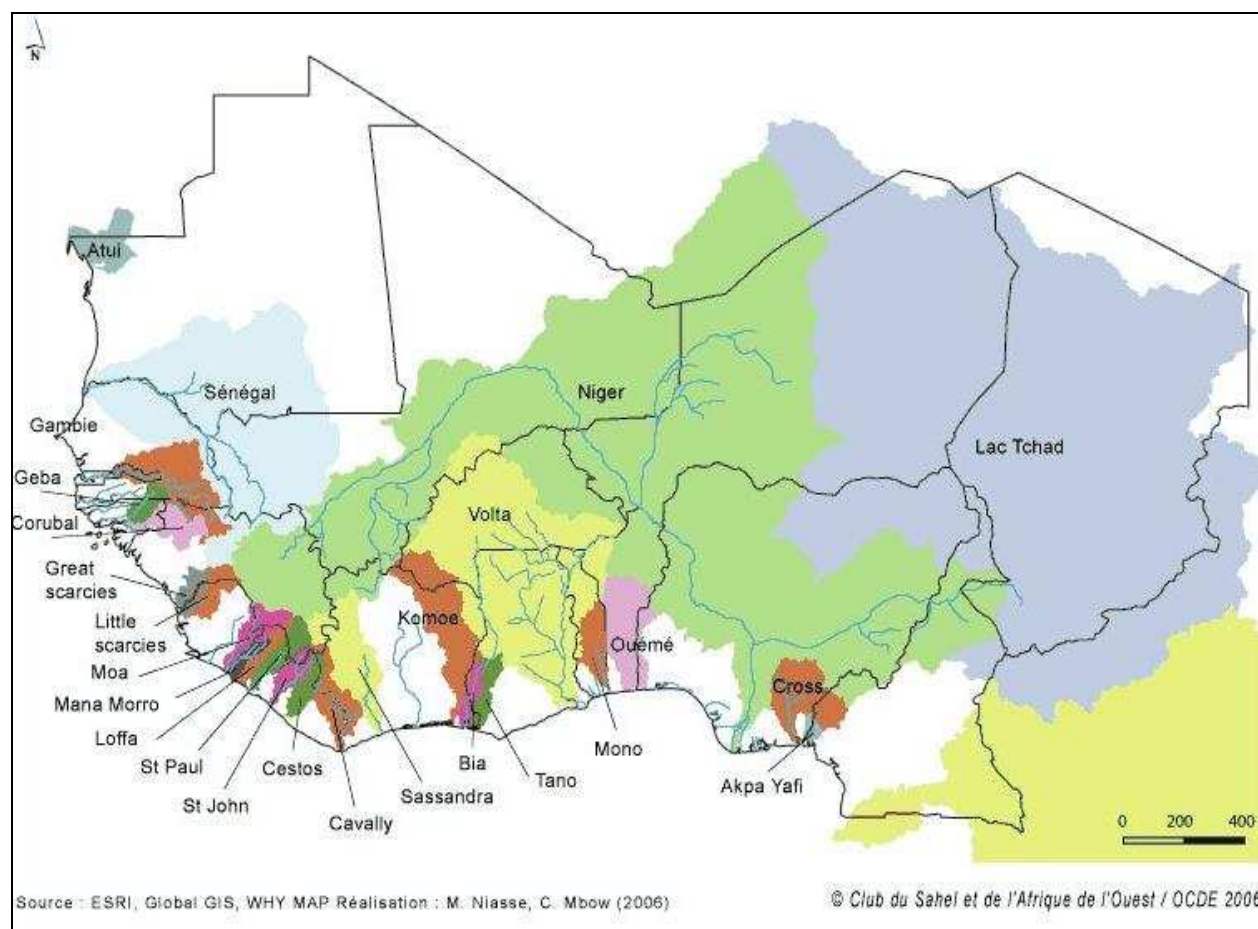 N
Atui
Sénégal
Gambie
Niger
Geba
Lac Tchad
Corubal
Volta
Great
scarcies
Little
scarcies
Komoe
Ouémé
Moa
Cross
Mana Morro
Loffa
Mono
St Paul
Cestos
Bia
Tano
Akpa Yafi
St John
Sassandra
Cavally
0 200 400
Source : ESRI, Global GIS, WHY MAP Réalisation : M. Niasse, C. Mbow (2006)
© Club du Sahel et de l'Afrique de l'Ouest / OCDE 2006